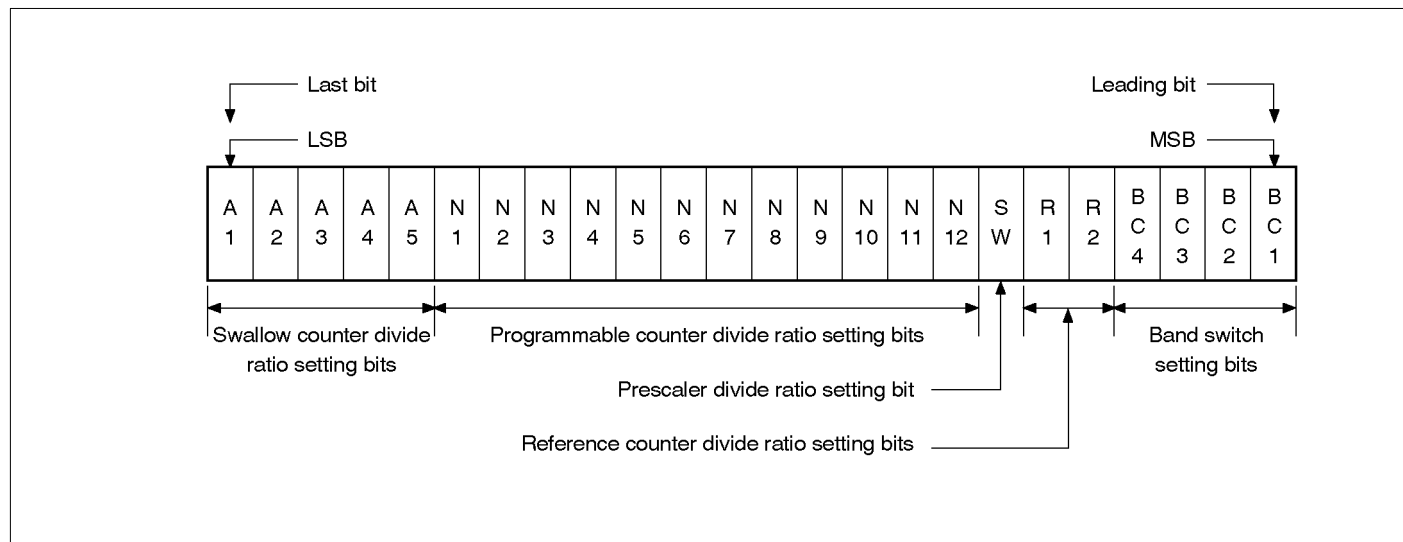 Last bit
Leading bit
LSB
MSB
A A A A A N N N N N N N N N N N N S R R B B B B
1 2 3 4 5 1 2 3 4 5 6 7 8 9 10 11 12 W 1 2 C C C C
4 3 2 1
Swallow counter divide
ratio setting bits
Programmable counter divide ratio setting bits
Band switch
setting bits
Prescaler divide ratio setting bit
Reference counter divide ratio setting bits